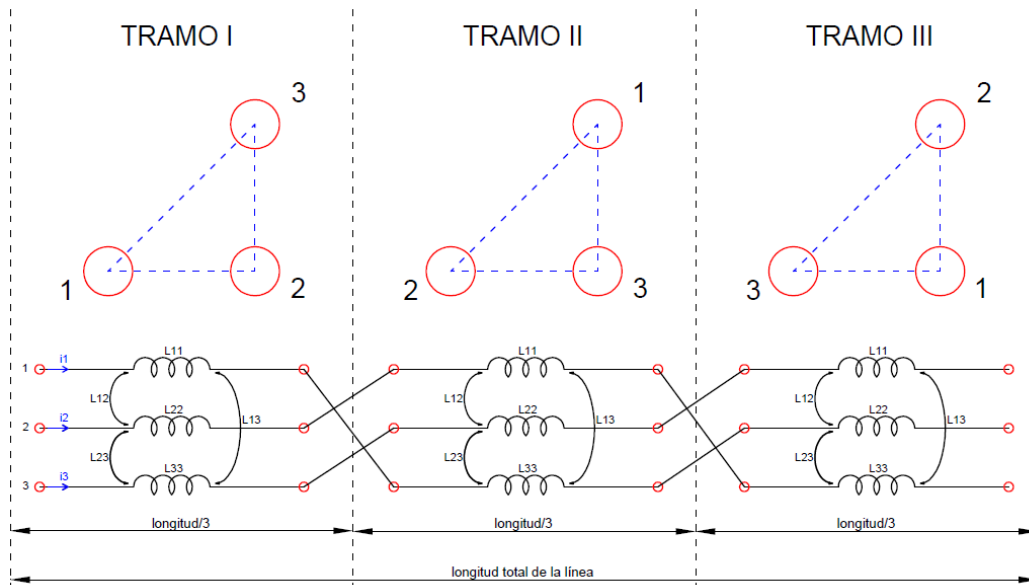 TRAMO I
TRAMO II
TRAMO III
3
1
2
1
2
3
2
3
1
1
i1
L11
L12
2
i2
L22
L13
L23
3
i3
L33
L11
L12
L22
L13
L23
L33
L11
L12
L22
L13
L23
L33
longitud/3
longitud/3
longitud/3
longitud total de la línea